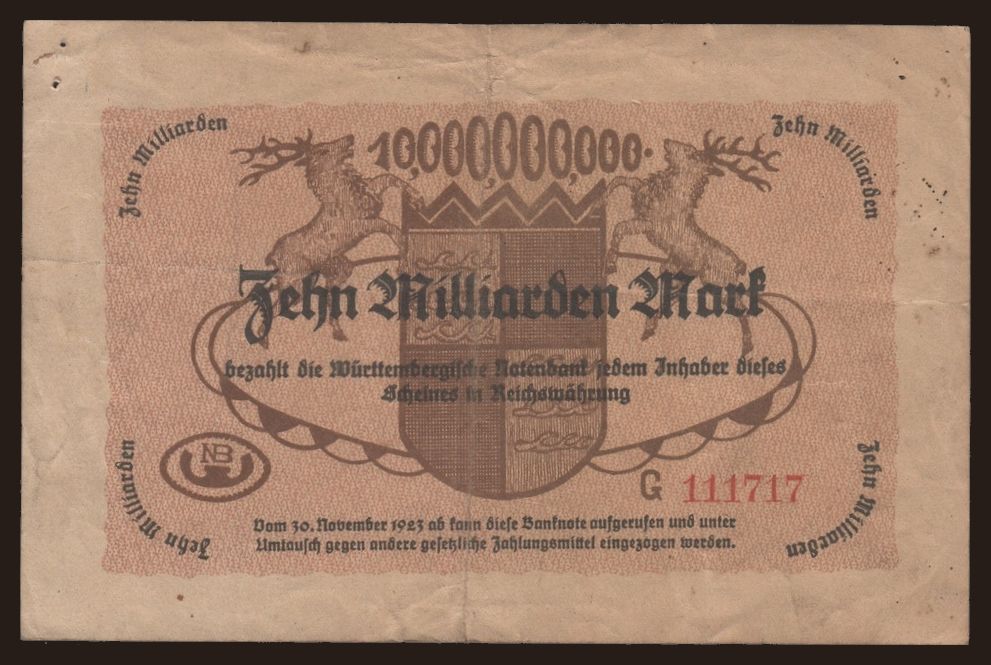 Zehn Milliarden
10,000,000,000.
Zehn Milliarden
Zehn Milliarden Mark
bezahlt die Württembergische Notenbank jedem Inhaber dieses
Scheines in Reichswährung
NB
G 111717
Zehn Milliarden
Vom 30. November 1923 ab kann diese Banknote aufgerufen und unter
Umtausch gegen andere gesetzliche Zahlungsmittel eingezogen werden.
Zehn Milliarden